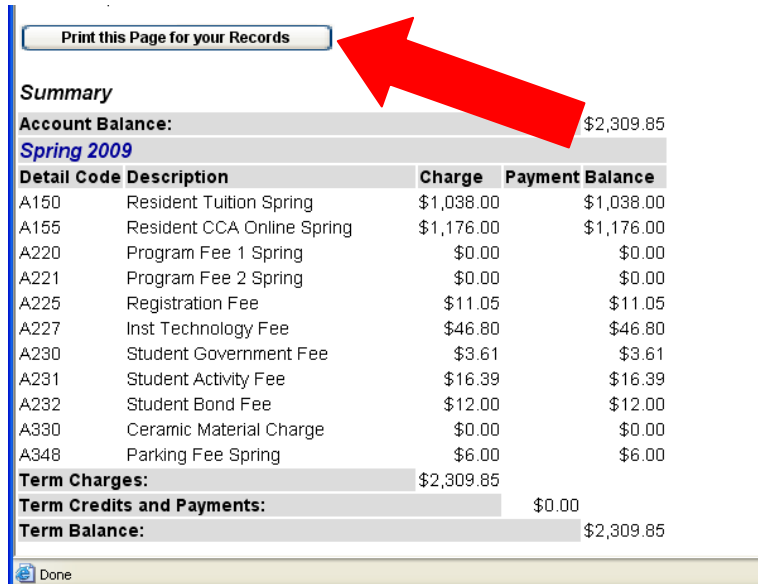 Print this Page for your Records
Summary
Account Balance: $2,309.85
Spring 2009
Detail Code Description Charge Payment Balance
A150 Resident Tuition Spring $1,038.00 $1,038.00
A155 Resident CCA Online Spring $1,176.00 $1,176.00
A220 Program Fee 1 Spring $0.00 $0.00
A221 Program Fee 2 Spring $0.00 $0.00
A225 Registration Fee $11.05 $11.05
A227 Inst Technology Fee $46.80 $46.80
A230 Student Government Fee $3.61 $3.61
A231 Student Activity Fee $16.39 $16.39
A232 Student Bond Fee $12.00 $12.00
A330 Ceramic Material Charge $0.00 $0.00
A348 Parking Fee Spring $6.00 $6.00
Term Charges: $2,309.85
Term Credits and Payments: $0.00
Term Balance: $2,309.85
Done